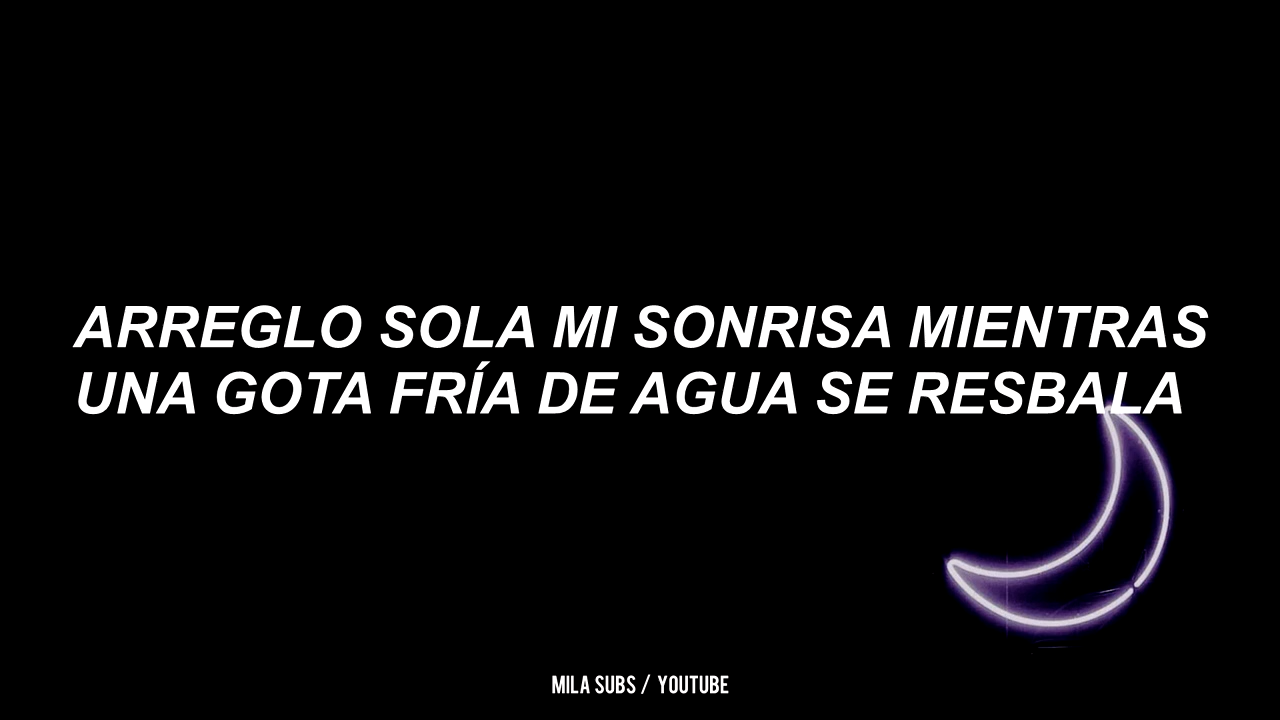 ARREGLO SOLA MI SONRISA MIENTRAS
UNA GOTA FRÍA DE AGUA SE RESBALA
MILA SUBS / YOUTUBE